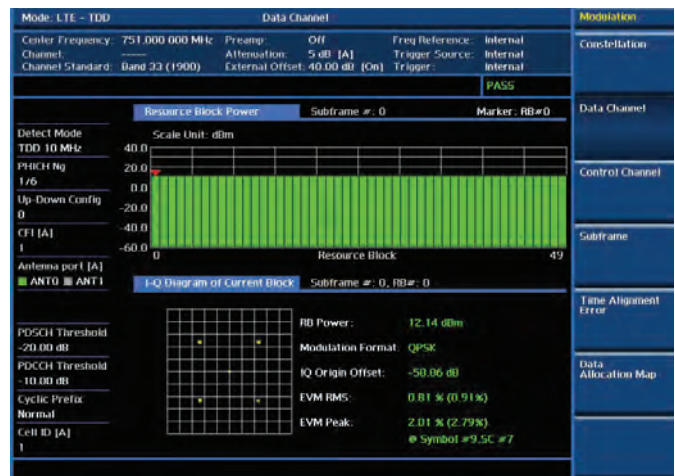 Mode: LTE - TDD Data Channel Modulation
Center Frequency: 751.000 000 MHz Preamp: Off Freq Reference: Internal
Channel: ----- Attenuation: 5 dB [A] Trigger Source: Internal
Channel Standard: Band 33 (1900) External Offset: 40.00 dB [On] Trigger: Internal
PASS
Constellation
Data Channel
Control Channel
Subframe
Time Alignment
Error
Data
Allocation Map
Resource Block Power Subframe #: 0 Marker: RB#0
Detect Mode
TDD 10 MHz
PHICH Ng
1/6
Up-Down Config
0
CFI [A]
1
Antenna port [A]
ANT0 ANT1
PDSCH Threshold
-20.00 dB
PDCCH Threshold
-10.00 dB
Cyclic Prefix
Normal
Cell ID [A]
1
Scale Unit: dBm
40.0
20.0
0.0
-20.0
-40.0
-60.0
0 Resource Block 49
I-Q Diagram of Current Block Subframe #: 0, RB#: 0
RB Power: 12.14 dBm
Modulation Format: QPSK
IQ Origin Offset: -50.06 dB
EVM RMS: 0.81 % (0.91%)
EVM Peak: 2.01 % (2.79%)
@ Symbol #9,SC #7